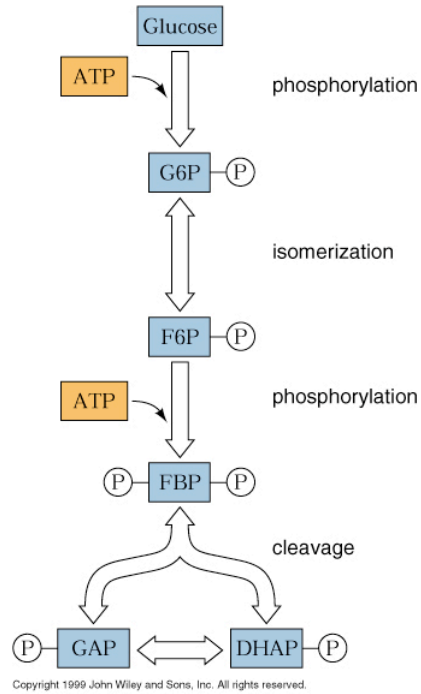 Glucose
ATP
phosphorylation
G6P P
isomerization
F6P P
ATP
phosphorylation
P FBP P
cleavage
P GAP DHAP P
Copyright 1999 John Wiley and Sons, Inc. All rights reserved.